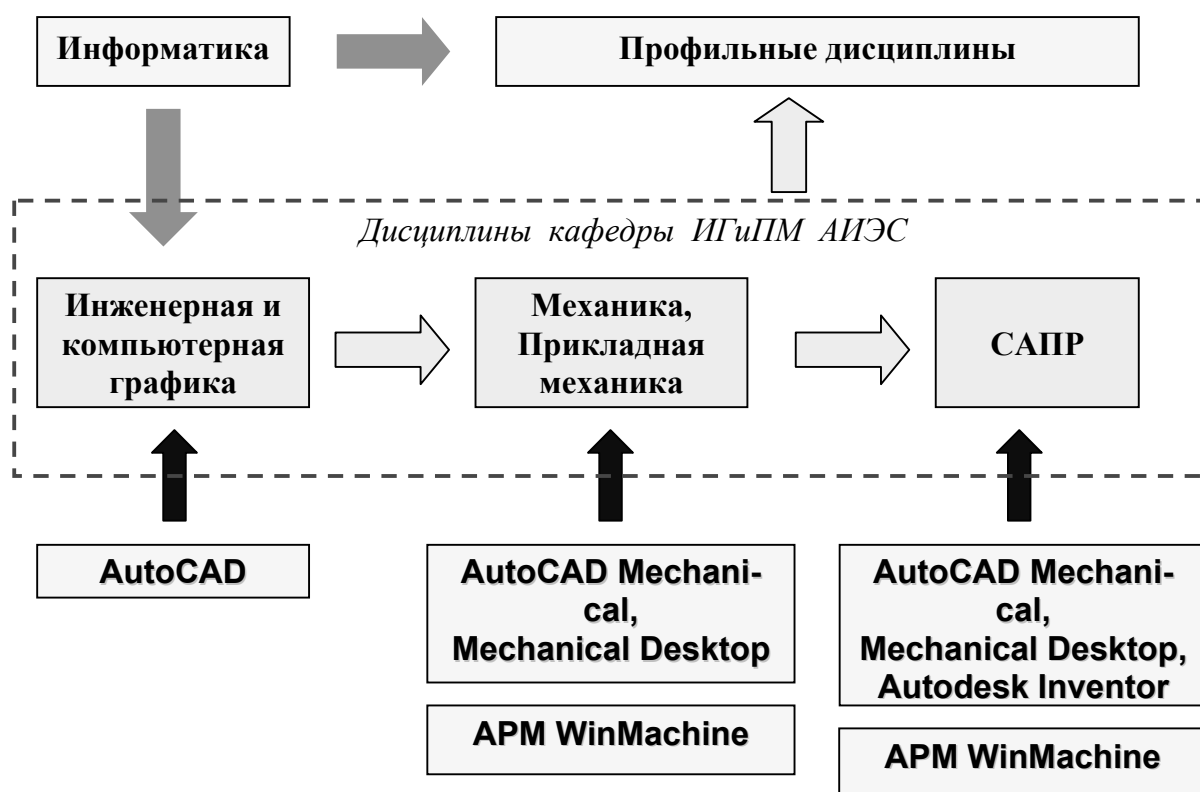 Информатика
Профильные дисциплины
Дисциплины кафедры ИГиПМ АИЭС
Инженерная и
компьютерная
графика
Механика,
Прикладная
механика
САПР
AutoCAD
AutoCAD Mechani-
cal,
Mechanical Desktop
APM WinMachine
AutoCAD Mechani-
cal,
Mechanical Desktop,
Autodesk Inventor
APM WinMachine